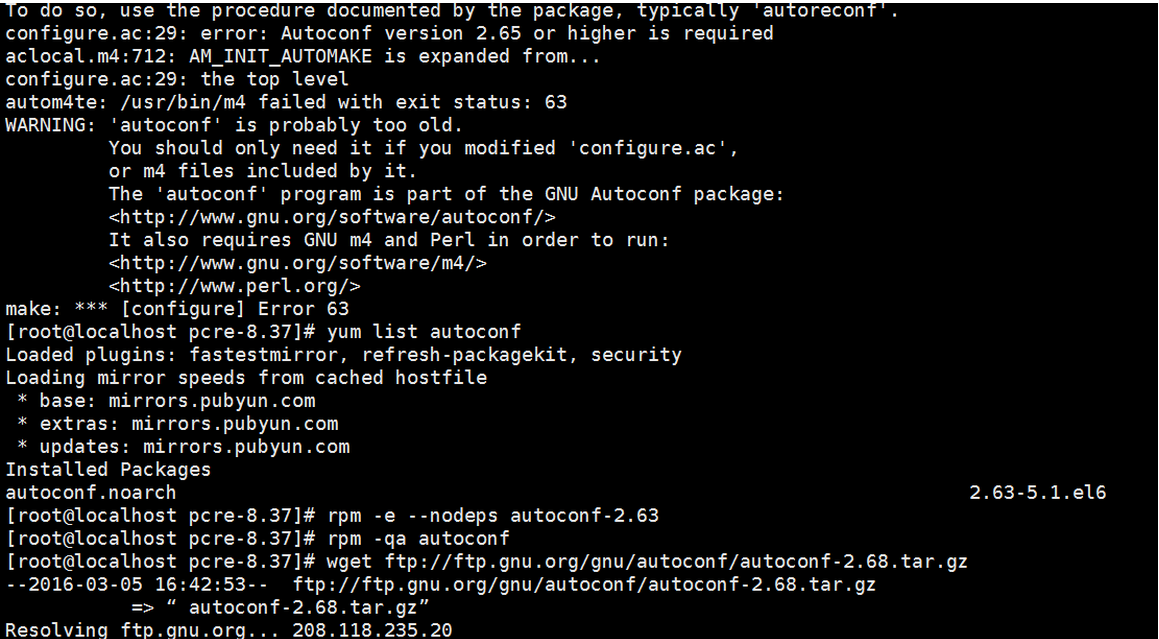 To do so, use the procedure documented by the package, typically 'autoreconf'.
configure.ac:29: error: Autoconf version 2.65 or higher is required
aclocal.m4:712: AM_INIT_AUTOMAKE is expanded from...
configure.ac:29: the top level
autom4te: /usr/bin/m4 failed with exit status: 63
WARNING: 'autoconf' is probably too old.
         You should only need it if you modified 'configure.ac',
         or m4 files included by it.
         The 'autoconf' program is part of the GNU Autoconf package:
         <http://www.gnu.org/software/autoconf/>
         It also requires GNU m4 and Perl in order to run:
         <http://www.gnu.org/software/m4/>
         <http://www.perl.org/>
make: *** [configure] Error 63
[root@localhost pcre-8.37]# yum list autoconf
Loaded plugins: fastestmirror, refresh-packagekit, security
Loading mirror speeds from cached hostfile
 * base: mirrors.pubyun.com
 * extras: mirrors.pubyun.com
 * updates: mirrors.pubyun.com
Installed Packages
autoconf.noarch                                                                     2.63-5.1.el6
[root@localhost pcre-8.37]# rpm -e --nodeps autoconf-2.63
[root@localhost pcre-8.37]# rpm -qa autoconf
[root@localhost pcre-8.37]# wget ftp://ftp.gnu.org/gnu/autoconf/autoconf-2.68.tar.gz
--2016-03-05 16:42:53--  ftp://ftp.gnu.org/gnu/autoconf/autoconf-2.68.tar.gz
           => “ autoconf-2.68.tar.gz”
Resolving ftp.gnu.org... 208.118.235.20